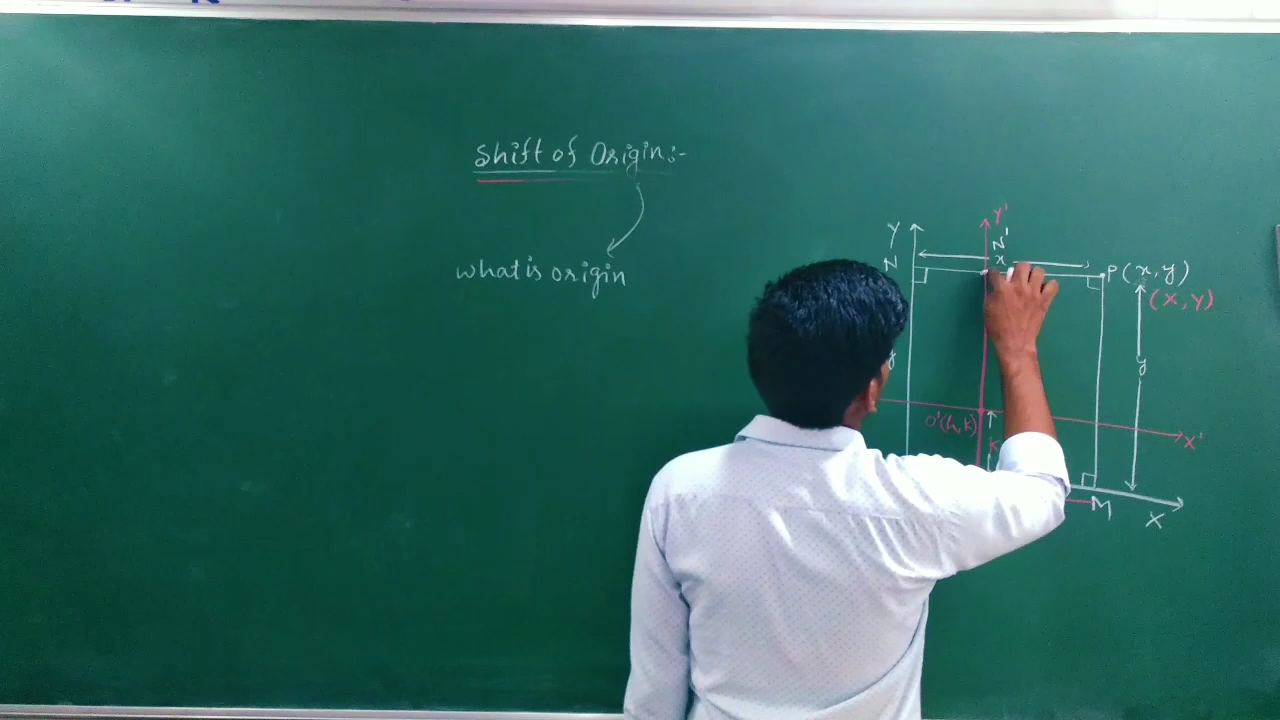 Shift of Origin:-
what is origin
Y'
Y
N'
N
x
P(x,y)
(X,Y)
y
O'(h,k)
k
X'
M
X